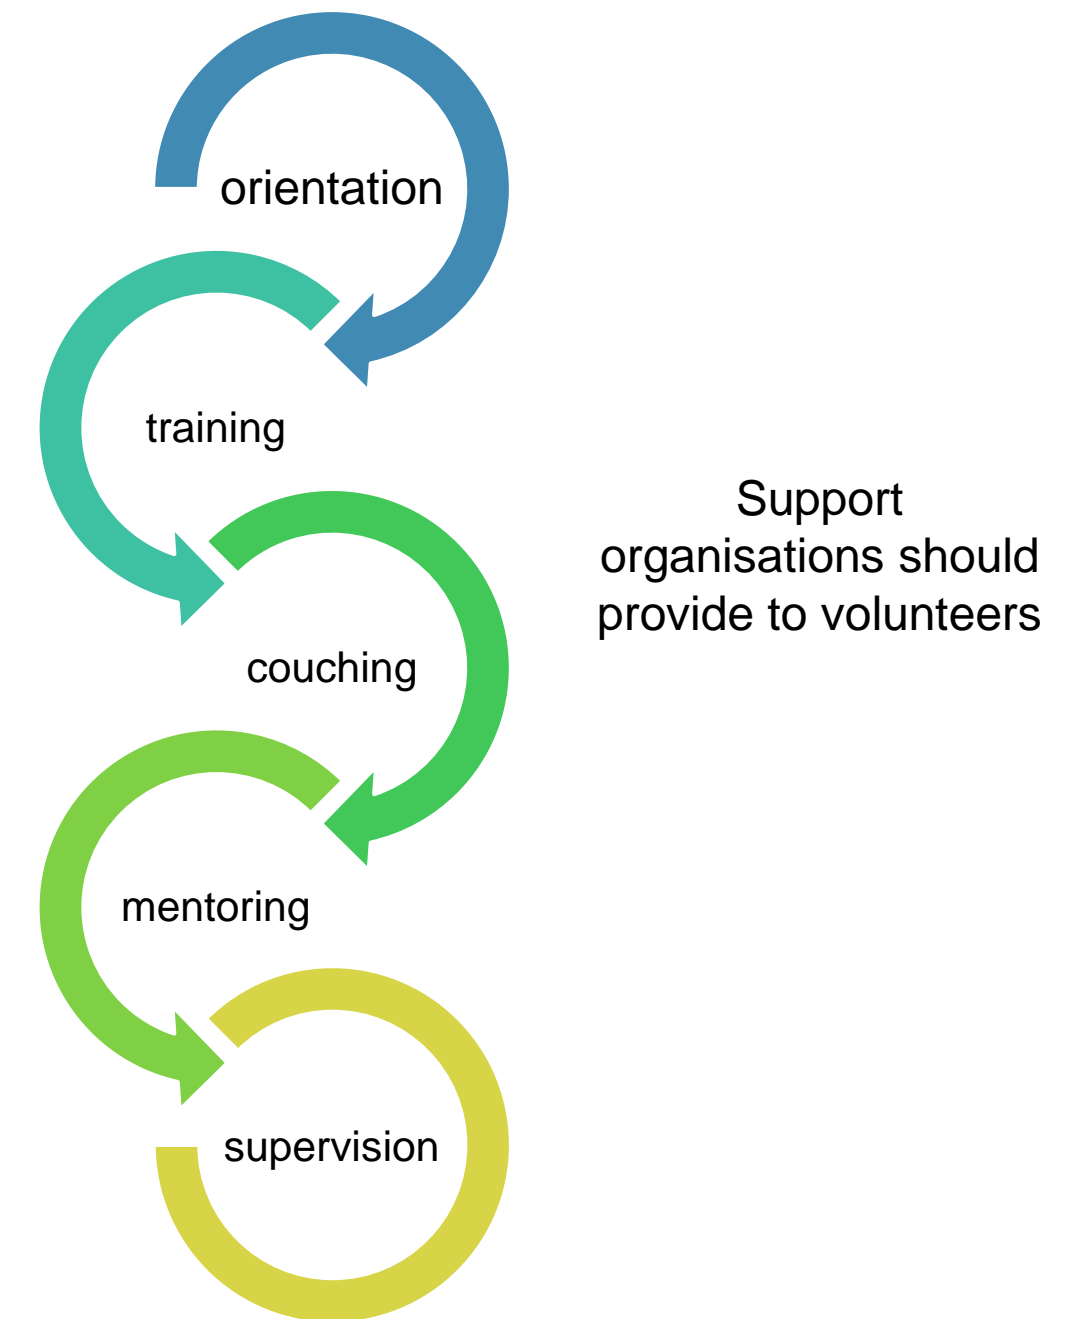 orientation
training
couching
mentoring
supervision
Support
organisations should
provide to volunteers